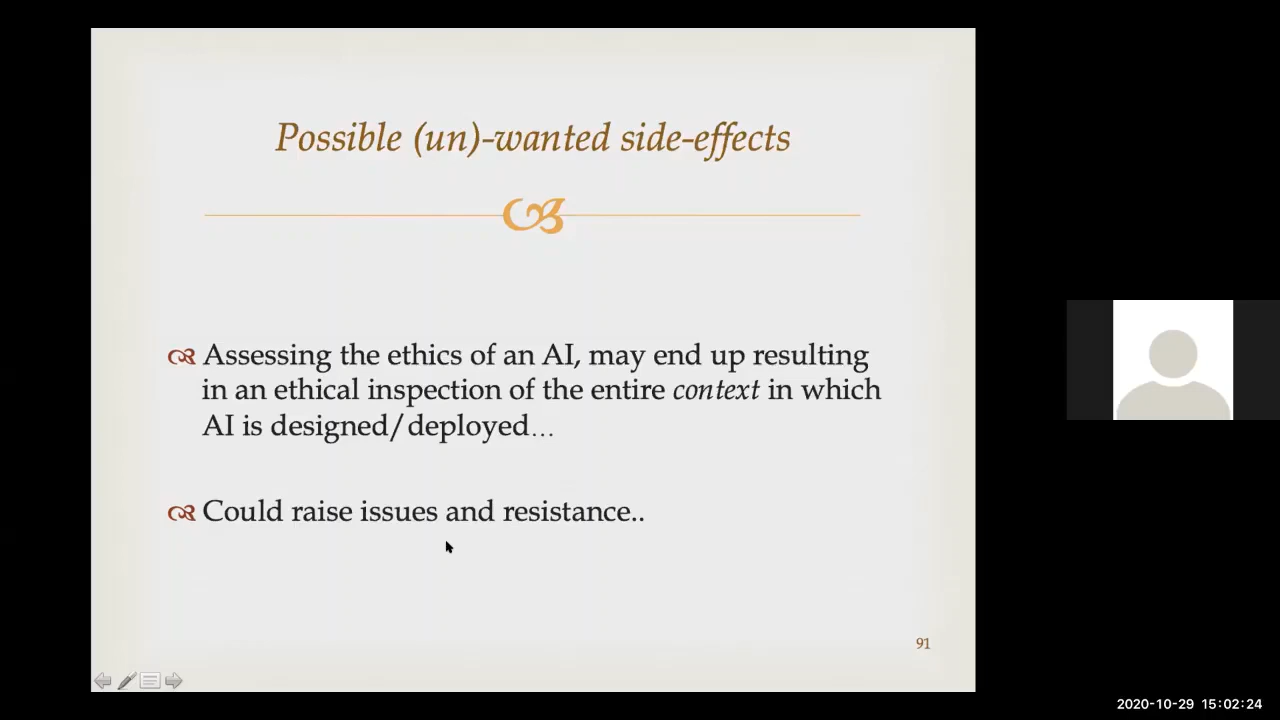 Possible (un)-wanted side-effects
Assessing the ethics of an AI, may end up resulting
in an ethical inspection of the entire context in which
AI is designed/deployed…
Could raise issues and resistance..
91
2020-10-29 15:02:24